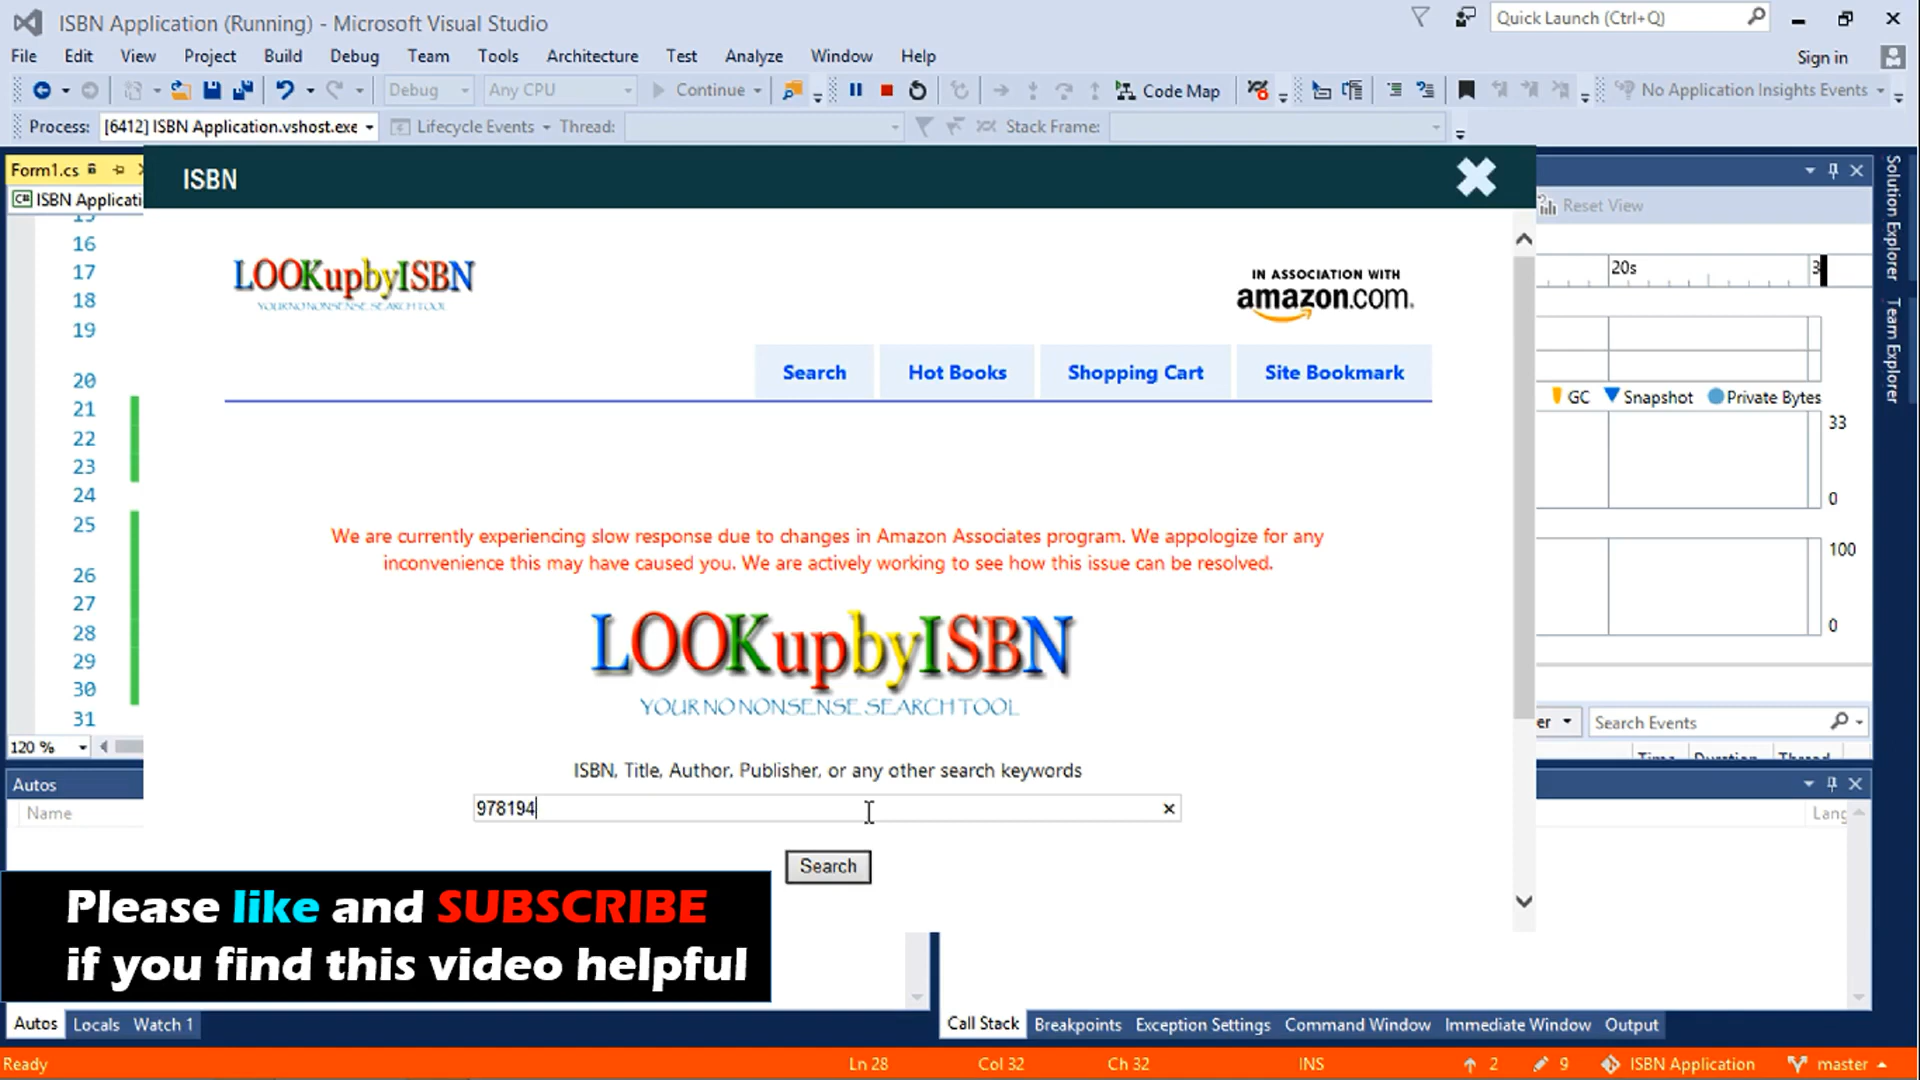 ISBN Application (Running) - Microsoft Visual Studio
Quick Launch (Ctrl+Q)
File Edit View Project Build Debug Team Tools Architecture Test Analyze Window Help
Sign in
Debug Any CPU Continue Code Map No Application Insights Events
Process: [6412] ISBN Application.vshost.exe Lifecycle Events Thread: Stack Frame:
Form1.cs
ISBN
C# ISBN Applicati
Reset View
Solution Explorer
Team Explorer
16
17
18
19
20
21
22
23
24
25
26
27
28
29
30
31
LOOKupbyISBN
YOUR NO NONSENSE SEARCH TOOL
IN ASSOCIATION WITH
amazon.com.
20s
Search Hot Books Shopping Cart Site Bookmark
GC Snapshot Private Bytes
33
0
100
0
We are currently experiencing slow response due to changes in Amazon Associates program. We appologize for any
inconvenience this may have caused you. We are actively working to see how this issue can be resolved.
LOOKupbyISBN
YOUR NO NONSENSE SEARCH TOOL
er Search Events
120 %
ISBN, Title, Author, Publisher, or any other search keywords
Autos
Name
978194
Lang
Search
Please like and SUBSCRIBE
if you find this video helpful
Autos Locals Watch 1
Call Stack Breakpoints Exception Settings Command Window Immediate Window Output
Ready Ln 28 Col 32 Ch 32 INS 2 9 ISBN Application master